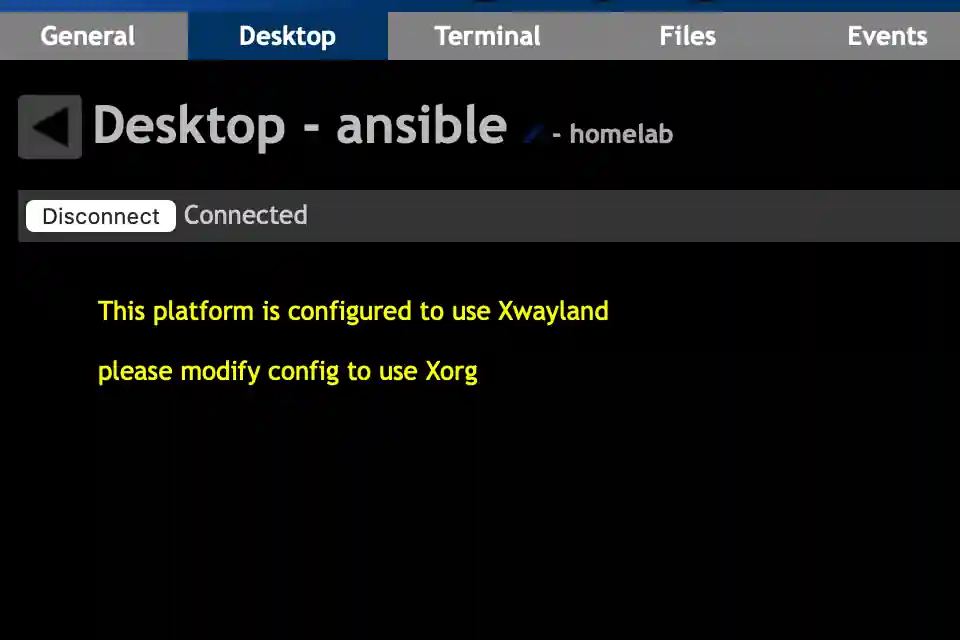 General Desktop Terminal Files Events
Desktop - ansible - homelab
Disconnect Connected
This platform is configured to use Xwayland
please modify config to use Xorg